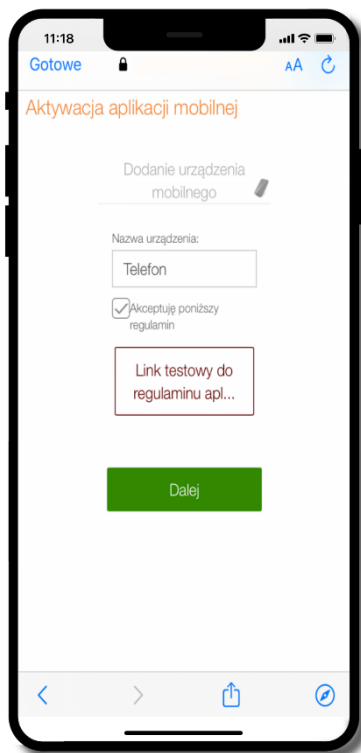 11:18
Gotowe
AA
Aktywacja aplikacji mobilnej
Dodanie urządzenia
mobilnego
Nazwa urządzenia:
Telefon
Akceptuję poniższy
regulamin
Link testowy do
regulaminu apl...
Dalej